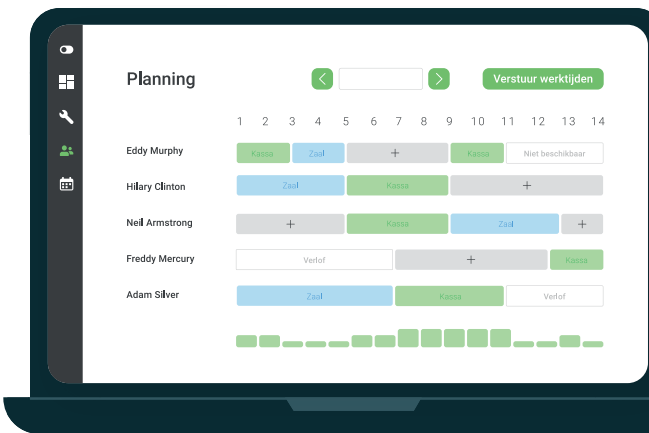 Planning
Verstuur werktijden
1 2 3 4 5 6 7 8 9 10 11 12 13 14
Eddy Murphy Kassa Zaal + Kassa Niet beschikbaar
Hilary Clinton Zaal Kassa +
Neil Armstrong + Kassa Zaal +
Freddy Mercury Verlof + Kassa
Adam Silver Zaal Kassa Verlof